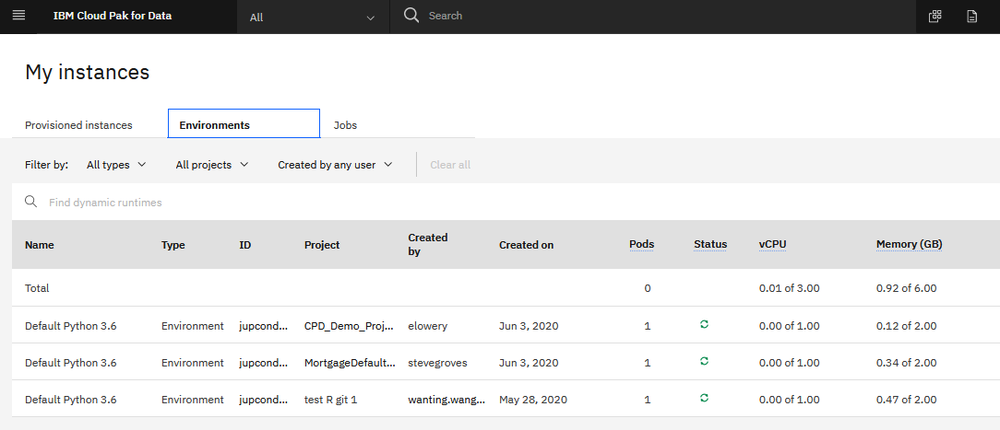 IBM Cloud Pak for Data All Search
My instances
Provisioned instances Environments Jobs
Filter by: All types All projects Created by any user Clear all
Find dynamic runtimes
Name Type ID Project Created by Created on Pods Status vCPU Memory (GB)
Total 0 0.01 of 3.00 0.92 of 6.00
Default Python 3.6 Environment jupcond... CPD_Demo_Proj... elowery Jun 3, 2020 1 0.00 of 1.00 0.12 of 2.00
Default Python 3.6 Environment jupcond... MortgageDefault... stevegroves Jun 3, 2020 1 0.00 of 1.00 0.34 of 2.00
Default Python 3.6 Environment jupcond... test R git 1 wanting.wang... May 28, 2020 1 0.00 of 1.00 0.47 of 2.00